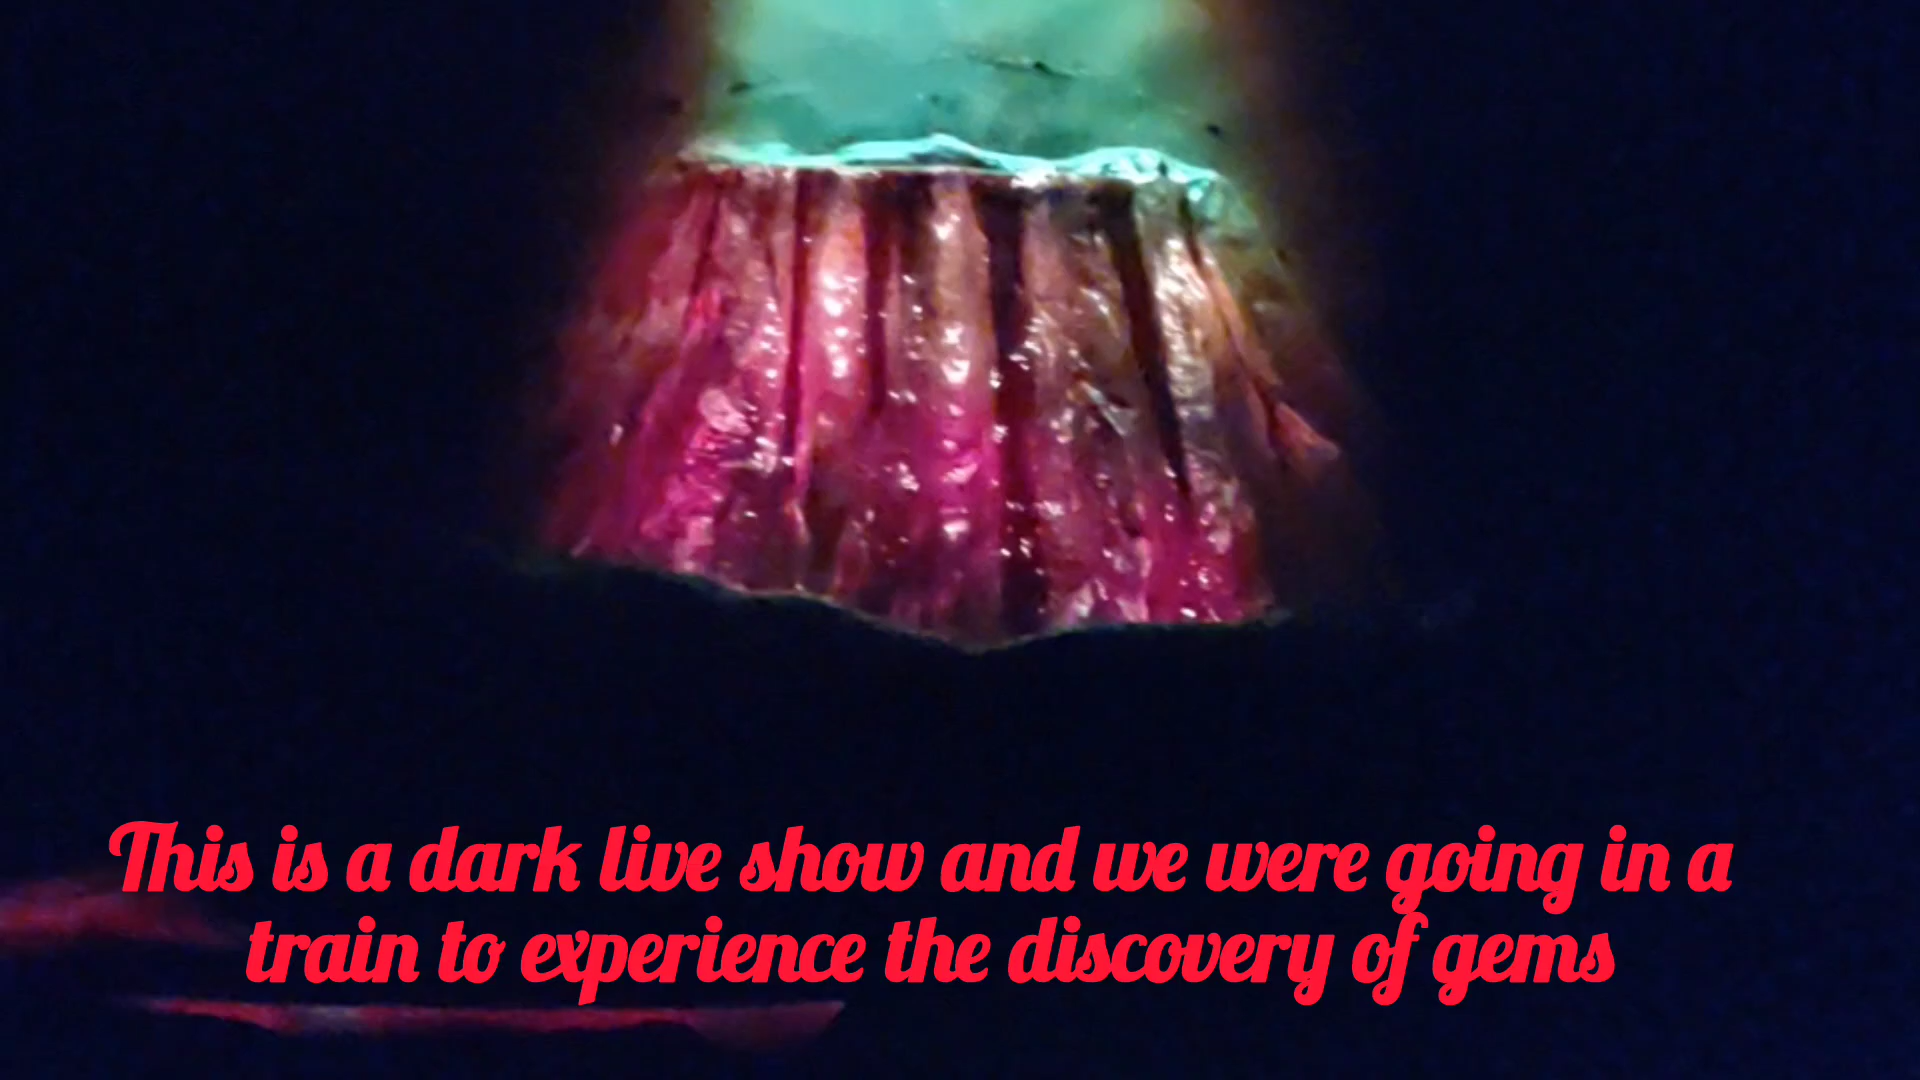 This is a dark live show and we were going in a
train to experience the discovery of gems